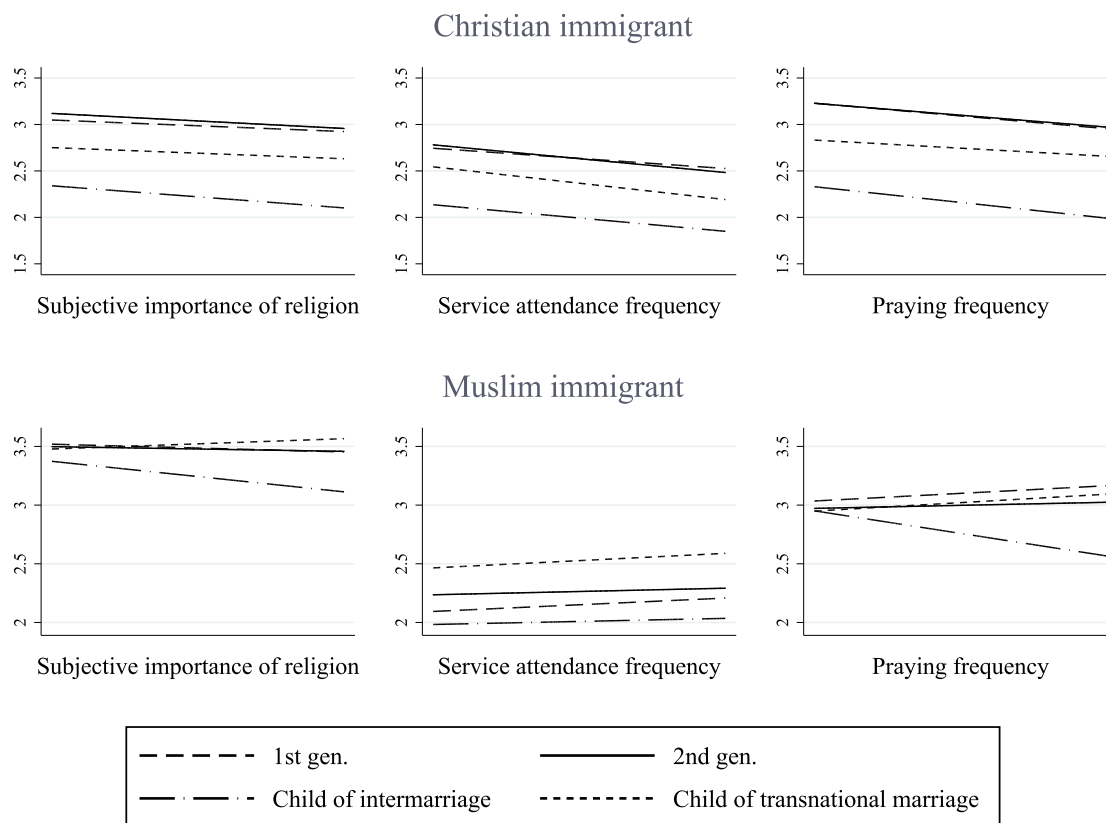 Christian immigrant
3.5 3.5 3.5
3 3 3
2.5 2.5 2.5
2 2 2
1.5 1.5 1.5
Subjective importance of religion Service attendance frequency Praying frequency
Muslim immigrant
3.5 3.5 3.5
3 3 3
2.5 2.5 2.5
2 2 2
Subjective importance of religion Service attendance frequency Praying frequency
1st gen. 2nd gen.
Child of intermarriage Child of transnational marriage